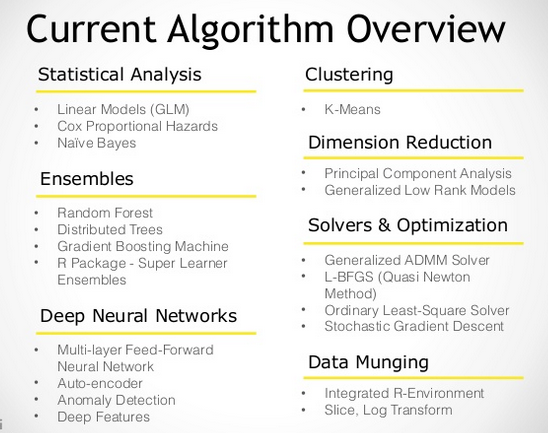 Current Algorithm Overview
Statistical Analysis
• Linear Models (GLM)
• Cox Proportional Hazards
• Naïve Bayes
Ensembles
• Random Forest
• Distributed Trees
• Gradient Boosting Machine
• R Package - Super Learner
Ensembles
Deep Neural Networks
• Multi-layer Feed-Forward
Neural Network
• Auto-encoder
• Anomaly Detection
• Deep Features
Clustering
• K-Means
Dimension Reduction
• Principal Component Analysis
• Generalized Low Rank Models
Solvers & Optimization
• Generalized ADMM Solver
• L-BFGS (Quasi Newton
Method)
• Ordinary Least-Square Solver
• Stochastic Gradient Descent
Data Munging
• Integrated R-Environment
• Slice, Log Transform